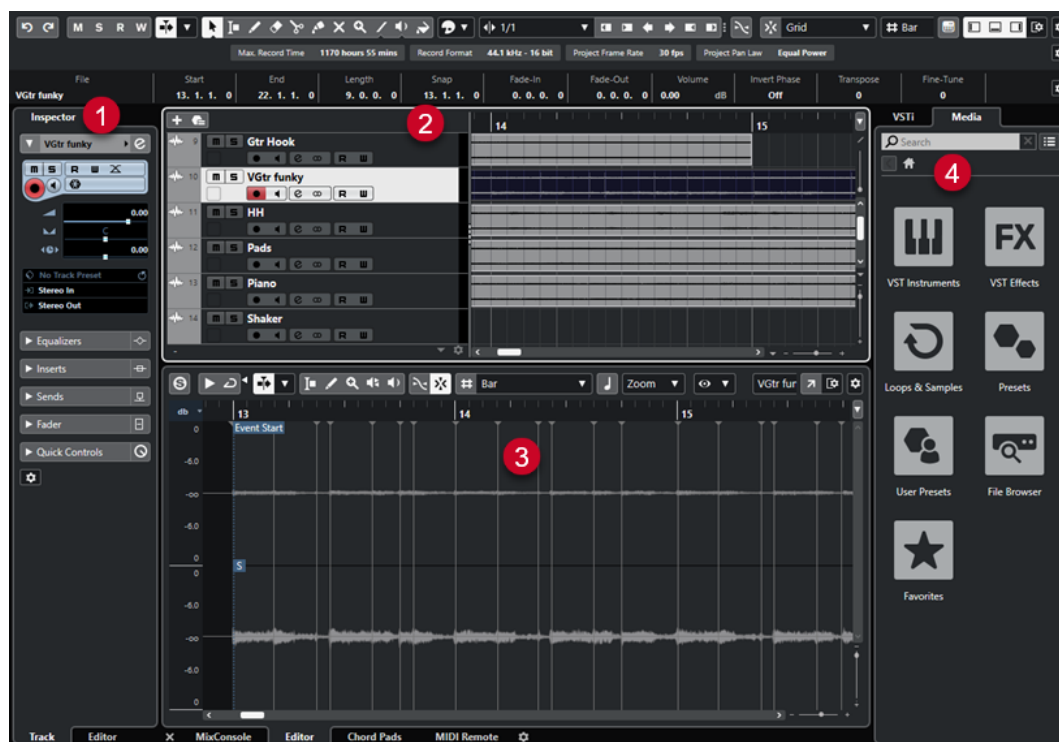 M S R W 1/1 Grid Bar
Max. Record Time 1170 hours 55 mins Record Format 44.1 kHz - 16 bit Project Frame Rate 30 fps Project Pan Law Equal Power
File Start End Length Snap Fade-In Fade-Out Volume Invert Phase Transpose Fine-Tune
VGtr funky 13. 1. 1. 0 22. 1. 1. 0 9. 0. 0. 0 13. 1. 1. 0 0. 0. 0. 0 0. 0. 0. 0 0.00 dB Off 0 0
Inspector
1
VGtr funky e
m S R W
0.00
C
0.00
No Track Preset
Stereo In
Stereo Out
Equalizers
Inserts
Sends
Fader
Quick Controls
2
14 15
9 m S Gtr Hook
e R W
10 m S VGtr funky
e R W
11 m S HH
e R W
12 m S Pads
e R W
13 m S Piano
e R W
14 m S Shaker
e R W
S Bar Zoom VGtr fur
db 13 14 15
Event Start
3
0
-6.0
-∞
-6.0
0
S
0
-6.0
-∞
-6.0
0
VSTi Media
Search
4
VST Instruments
FX
VST Effects
Loops & Samples
Presets
User Presets
File Browser
Favorites
Track Editor X MixConsole Editor Chord Pads MIDI Remote